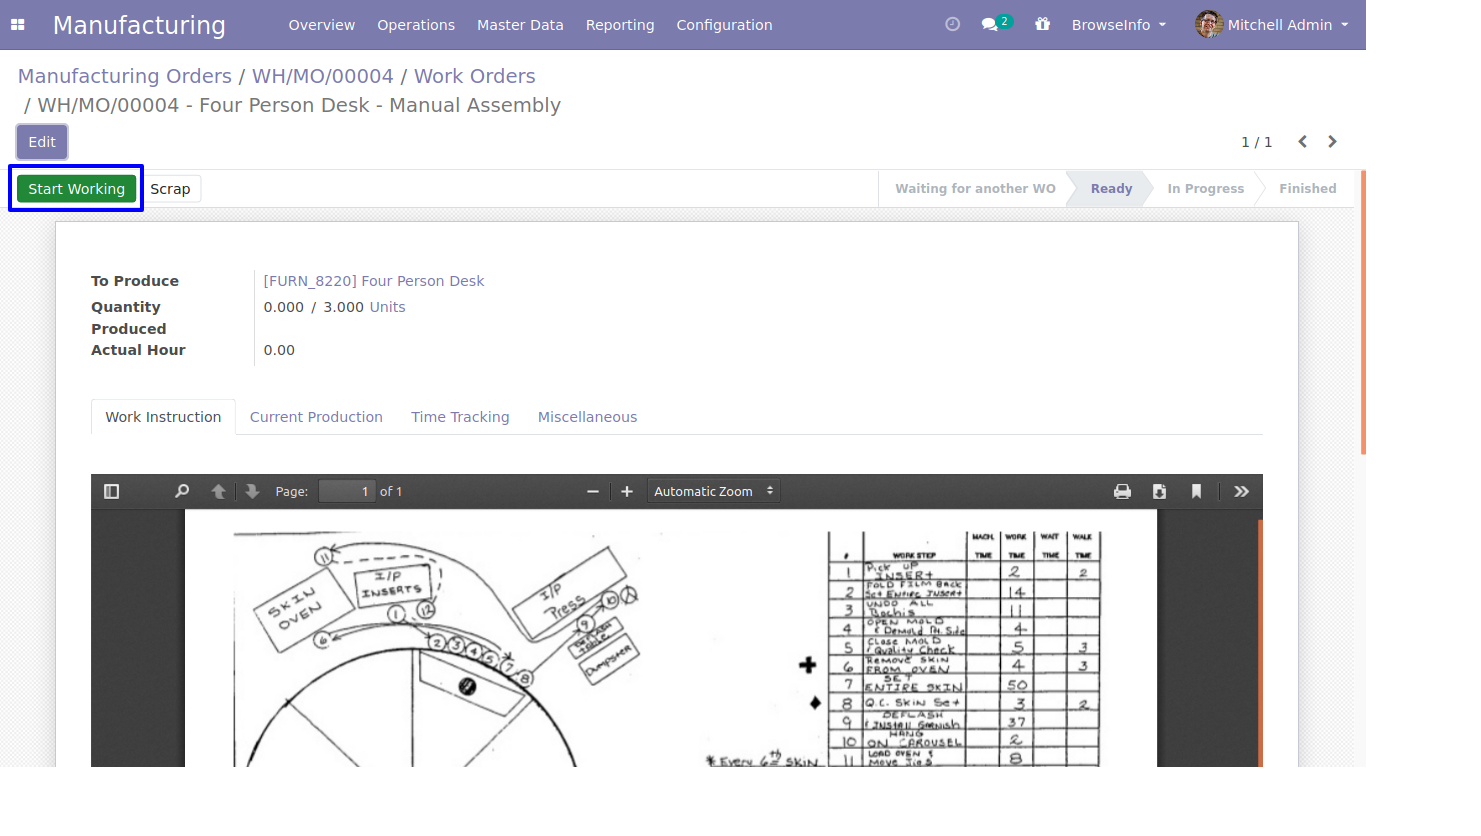 Manufacturing Overview Operations Master Data Reporting Configuration 2 BrowseInfo Mitchell Admin
Manufacturing Orders / WH/MO/00004 / Work Orders
/ WH/MO/00004 - Four Person Desk - Manual Assembly
Edit 1 / 1
Start Working Scrap Waiting for another WO Ready In Progress Finished
To Produce [FURN_8220] Four Person Desk
Quantity 0.000 / 3.000 Units
Produced
Actual Hour 0.00
Work Instruction Current Production Time Tracking Miscellaneous
Page: 1 of 1 Automatic Zoom
SKIN
OVEN
I/P
INSERTS
I/P
Press
Dumpster
11
1
12
6
2
3
4
5
7
8
9
10
# WORK STEP MACH. TIME WORK TIME WAIT TIME WALK TIME
1 Pick UP INSERT 2 2
2 FOLD FILM Back Set Entire Insert 14
3 UNDO ALL 11
4 OPEN MOLD & Demold Pt. Side 4
5 Close MOLD / Quality Check 5 3
6 Remove SKIN FROM OVEN 4 3
7 SET ENTIRE SKIN 50
8 Q.C. SKIN Set 3 2
9 DEFLASH & INSTALL Garnish 37
10 HANG ON CAROUSEL 2
11 LOAD OVEN & Move Jigs 8
* Every 6th SKIN